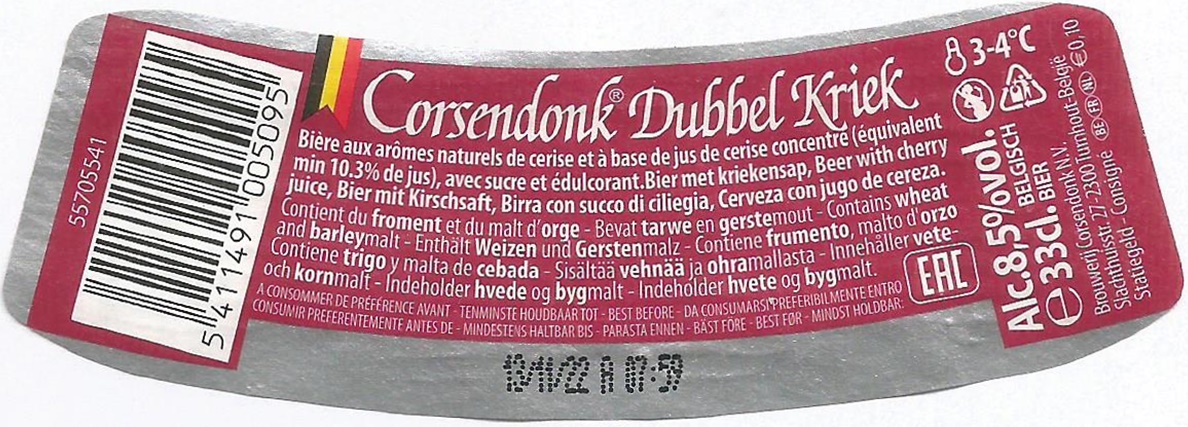 55705541
5 411491 005095
Corsendonk® Dubbel Kriek
Bière aux arômes naturels de cerise et à base de jus de cerise concentré (équivalent
min 10.3% de jus), avec sucre et édulcorant.Bier met kriekensap, Beer with cherry
juice, Bier mit Kirschsaft, Birra con succo di ciliegia, Cerveza con jugo de cereza.
Contient du froment et du malt d'orge - Bevat tarwe en gerstemout - Contains wheat
and barleymalt - Enthält Weizen und Gerstenmalz - Contiene frumento, malto d'orzo
Contiene trigo y malta de cebada - Sisältää vehnää ja ohramallasta - Innehåller vete-
och kornmalt - Indeholder hvede og bygmalt - Indeholder hvete og bygmalt.
A CONSOMMER DE PRÉFÉRENCE AVANT - TENMINSTE HOUDBAAR TOT - BEST BEFORE - DA CONSUMARSI PREFERIBILMENTE ENTRO
CONSUMIR PREFERENTEMENTE ANTES DE - MINDESTENS HALTBAR BIS - PARASTA ENNEN - BÄST FÖRE - BEST FØR - MINDST HOLDBAR:
EAC
3-4°C
Alc.8,5%vol.
BELGISCH
e 33cl. BIER
Brouwerij Corsendonk N.V.
Slachthuisstr. 27 - 2300 Turnhout-België
Statiegeld - Consigne BE FR NL €0,10